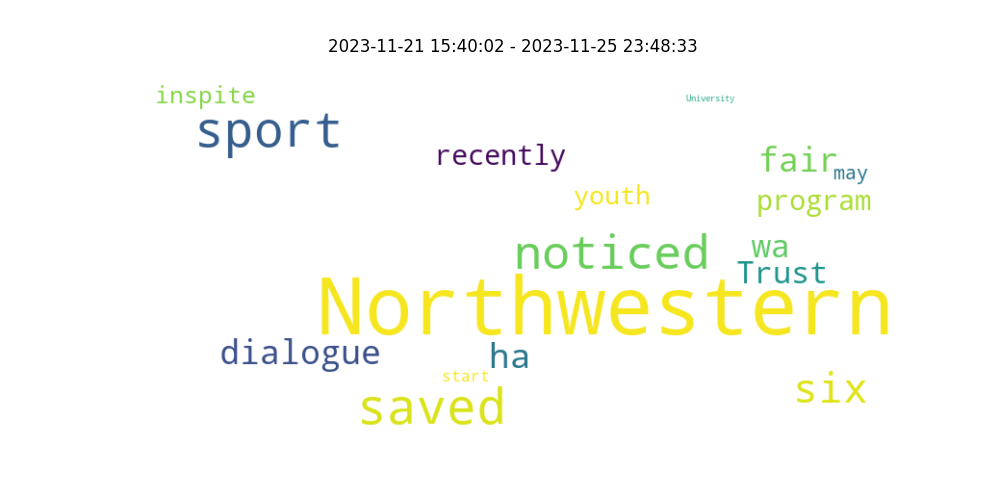 2023-11-21 15:40:02 - 2023-11-25 23:48:33
inspite
University
sport
recently
fair
may
youth
program
noticed
wa
Trust
Northwestern
dialogue
ha
start
saved
six